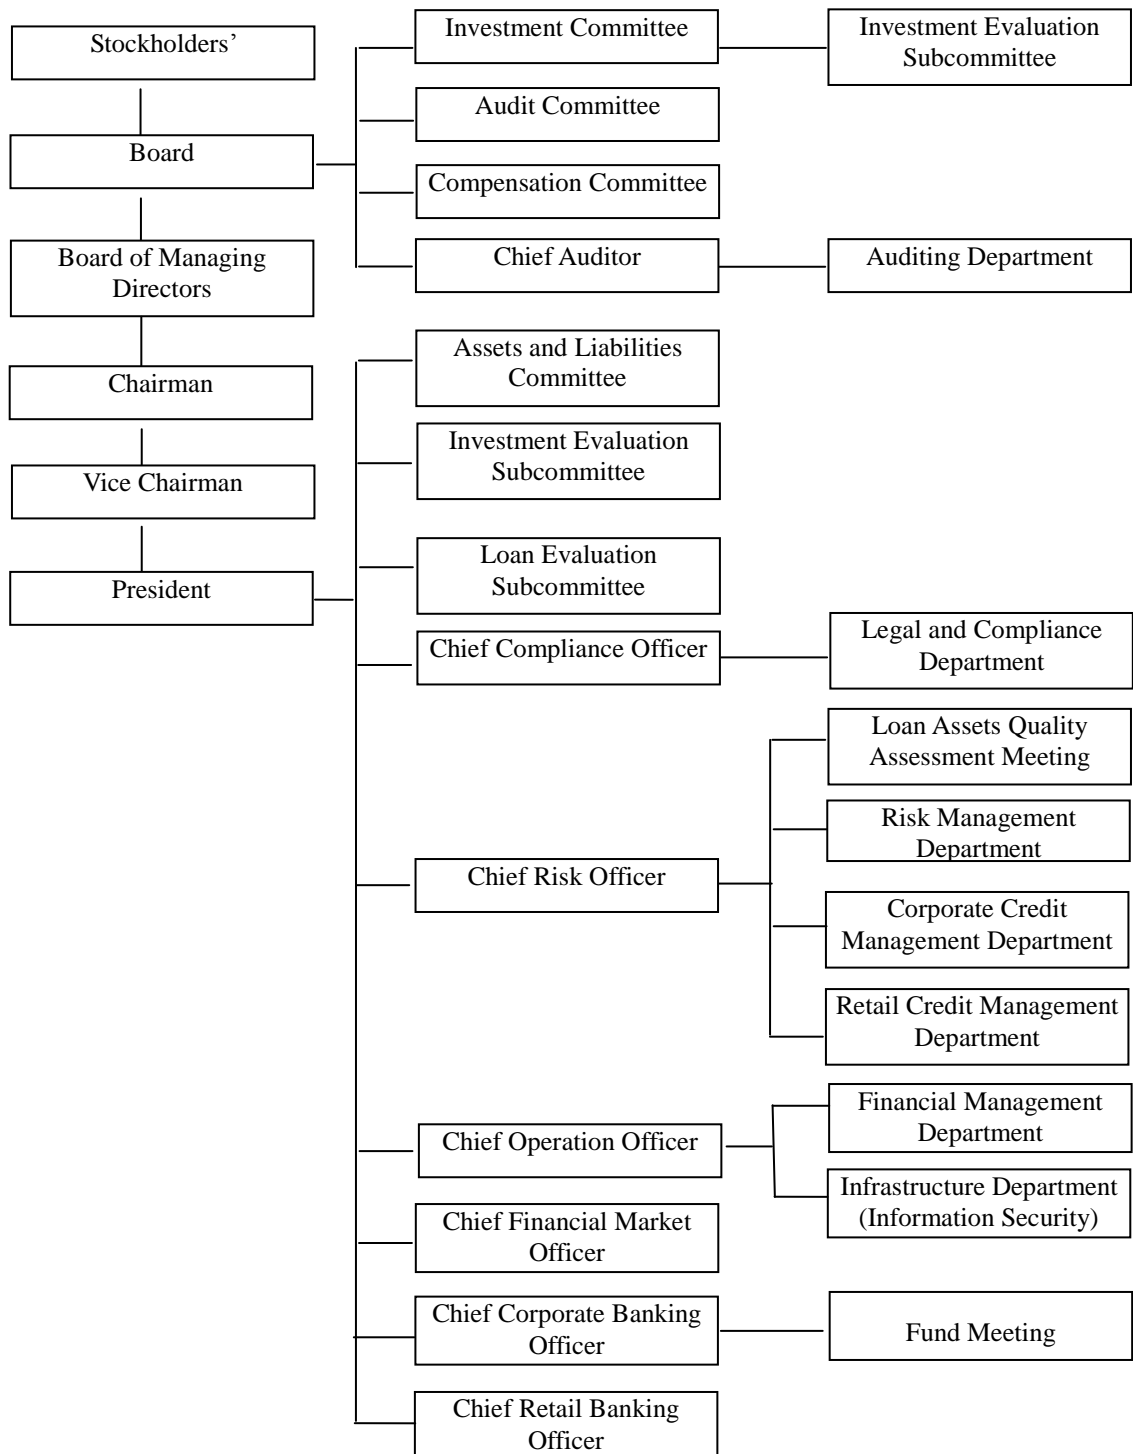 Stockholders’
Board
Board of Managing
Directors
Chairman
Vice Chairman
President
Investment Committee
Audit Committee
Compensation Committee
Chief Auditor
Assets and Liabilities
Committee
Investment Evaluation
Subcommittee
Loan Evaluation
Subcommittee
Chief Compliance Officer
Chief Risk Officer
Chief Operation Officer
Chief Financial Market
Officer
Chief Corporate Banking
Officer
Chief Retail Banking
Officer
Investment Evaluation
Subcommittee
Auditing Department
Legal and Compliance
Department
Loan Assets Quality
Assessment Meeting
Risk Management
Department
Corporate Credit
Management Department
Retail Credit Management
Department
Financial Management
Department
Infrastructure Department
(Information Security)
Fund Meeting